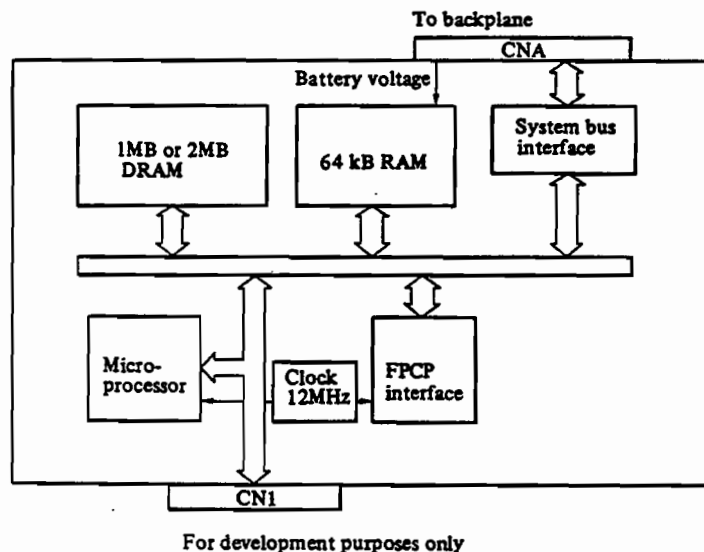 To backplane
CNA
Battery voltage
1MB or 2MB
DRAM
64 kB RAM
System bus
interface
Micro-
processor
Clock
12MHz
FPCP
interface
CN1
For development purposes only